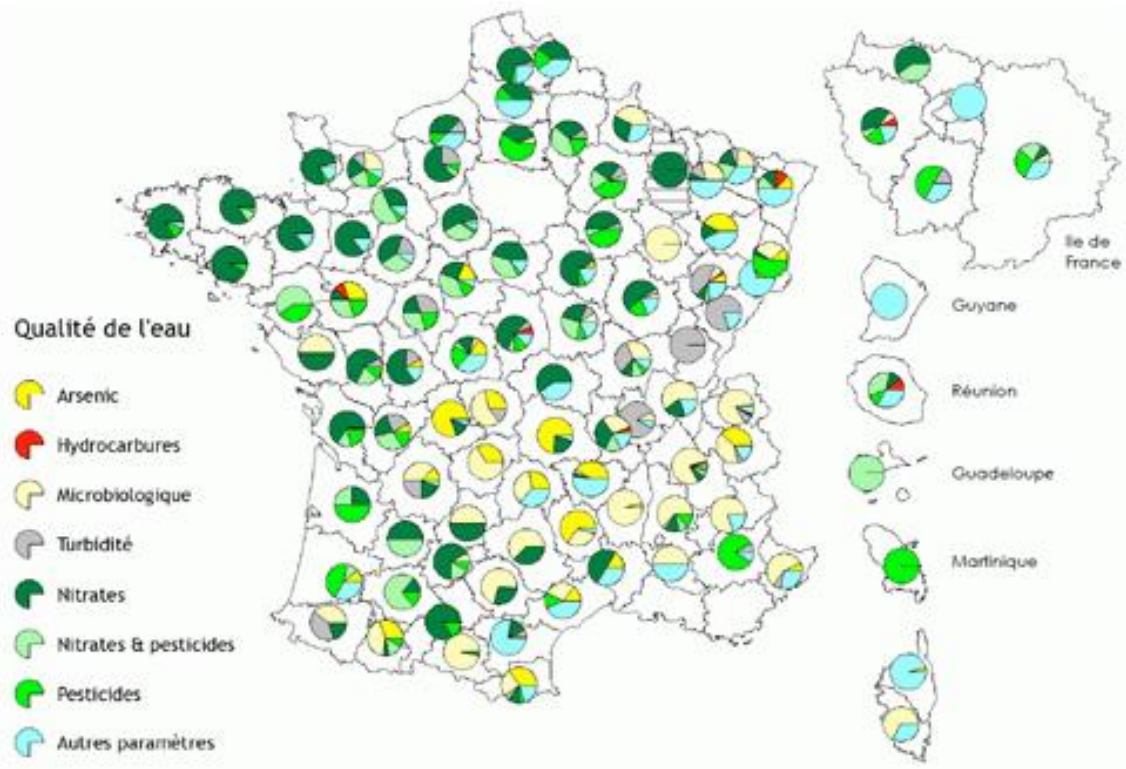 Qualité de l'eau
Arsenic
Hydrocarbures
Microbiologique
Turbidité
Nitrates
Nitrates & pesticides
Pesticides
Autres paramètres
Ile de
France
Guyane
Réunion
Guadeloupe
Martinique